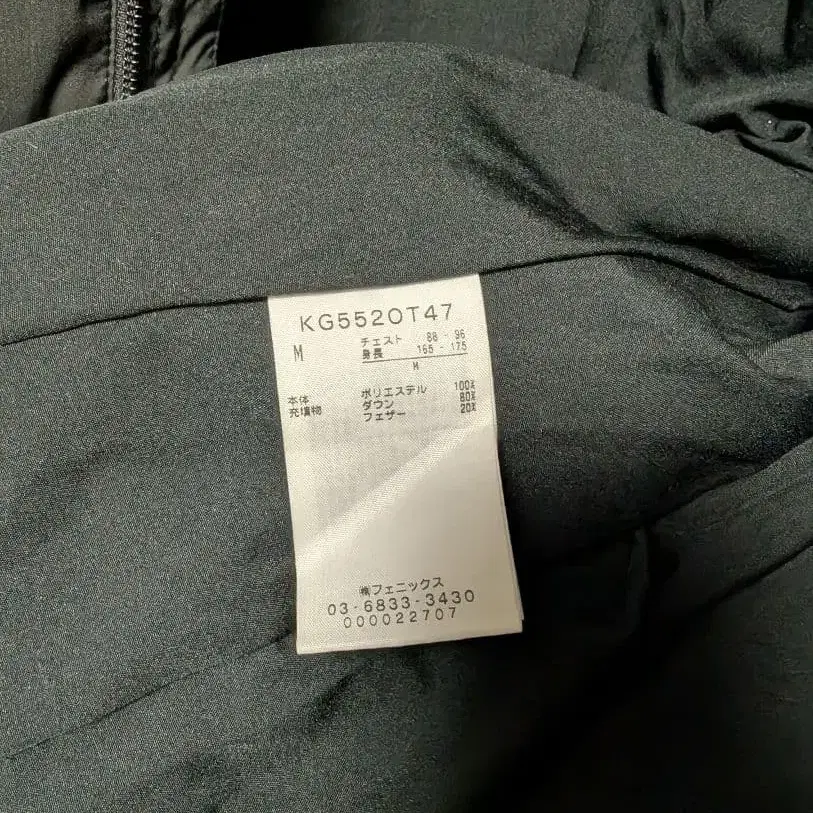 KG552OT47
M チェスト 88 - 96
身長 165 - 175
M
本体 ポリエステル 100%
充填物 ダウン 80%
フェザー 20%
㈱フェニックス
03-6833-3430
000022707